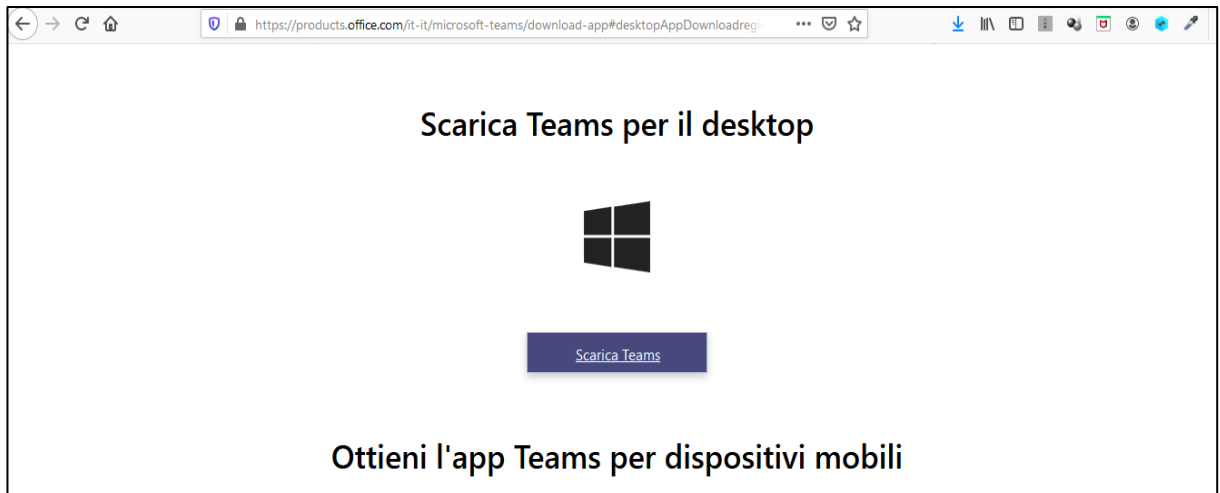 https://products.office.com/it-it/microsoft-teams/download-app#desktopAppDownloadregi
Scarica Teams per il desktop
Scarica Teams
Ottieni l'app Teams per dispositivi mobili